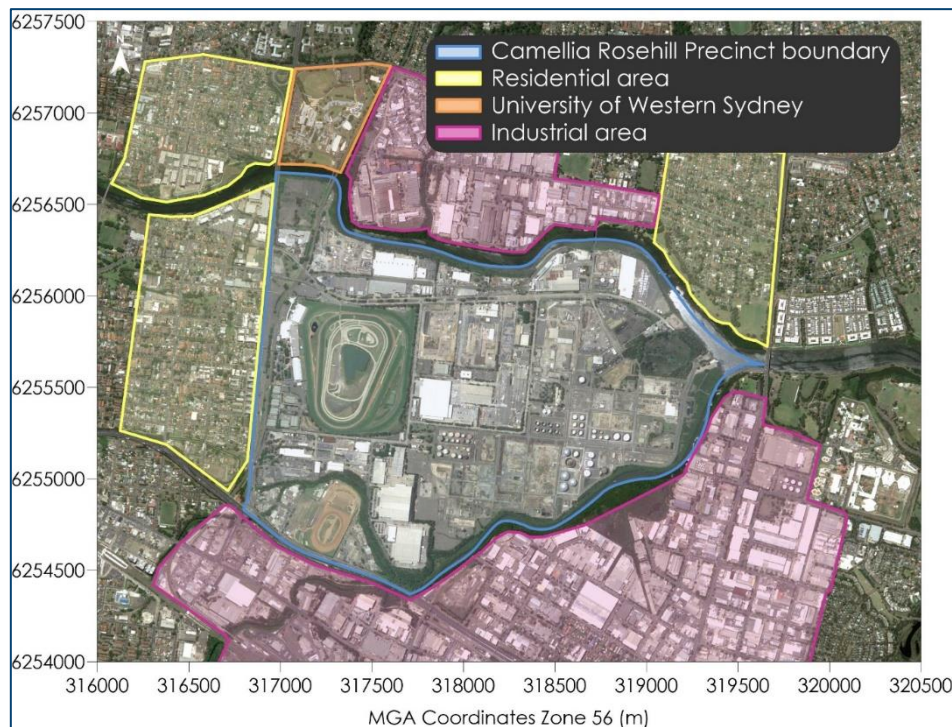 6257500
6257000
6256500
6256000
6255500
6255000
6254500
6254000
N
Camellia Rosehill Precinct boundary
Residential area
University of Western Sydney
Industrial area
316000 316500 317000 317500 318000 318500 319000 319500 320000 320500
MGA Coordinates Zone 56 (m)